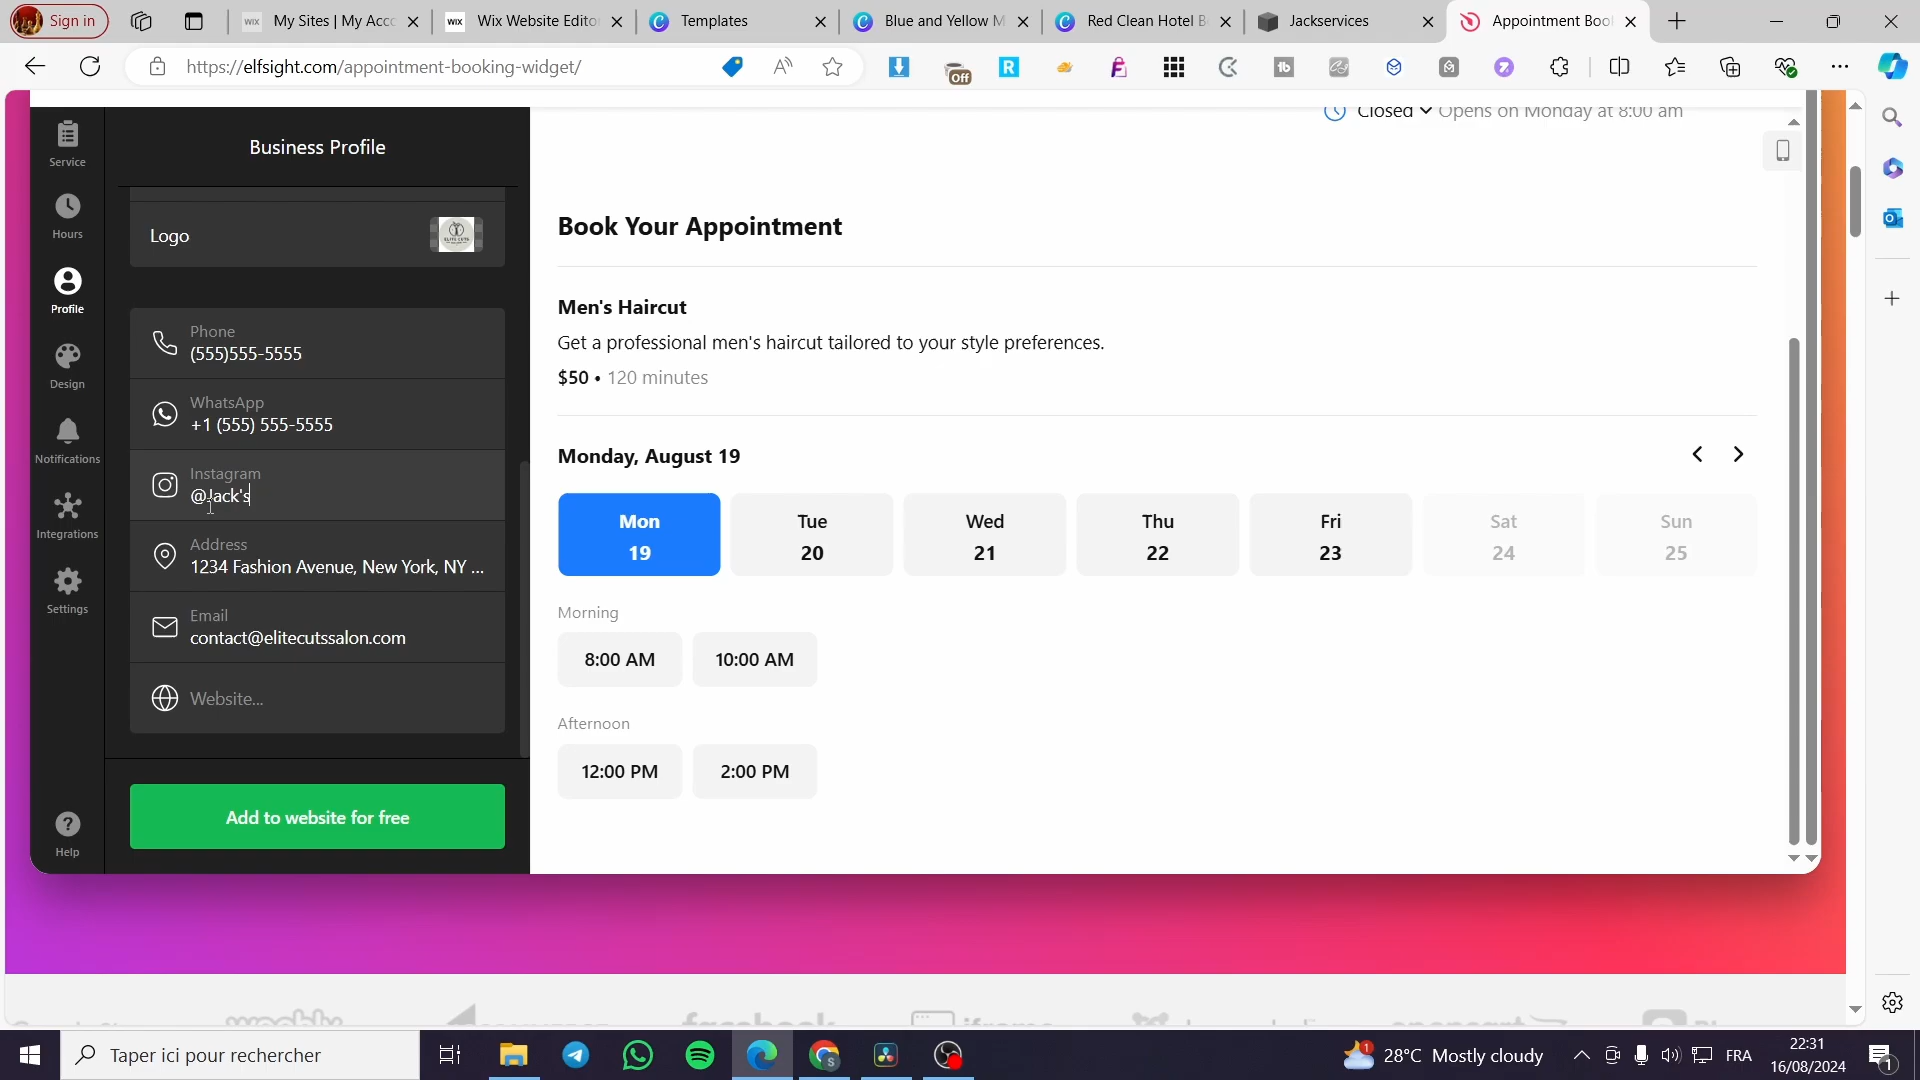 Sign in
My Sites | My Acco
Wix Website Edito
Templates
Blue and Yellow M
Red Clean Hotel B
Jackservices
Appointment Boo
https://elfsight.com/appointment-booking-widget/
Off
Service
Hours
Profile
Design
Notifications
Integrations
Settings
Help
Business Profile
Logo
Phone
(555)555-5555
WhatsApp
+1 (555) 555-5555
Instagram
@Jack's
Address
1234 Fashion Avenue, New York, NY ...
Email
contact@elitecutssalon.com
Website...
Add to website for free
Closed Opens on Monday at 8:00 am
Book Your Appointment
Men's Haircut
Get a professional men's haircut tailored to your style preferences.
$50 • 120 minutes
Monday, August 19
Mon Tue Wed Thu Fri Sat Sun
19 20 21 22 23 24 25
Morning
8:00 AM 10:00 AM
Afternoon
12:00 PM 2:00 PM
weebly
facebook
iframe
Taper ici pour rechercher
28°C Mostly cloudy
FRA
22:31
16/08/2024